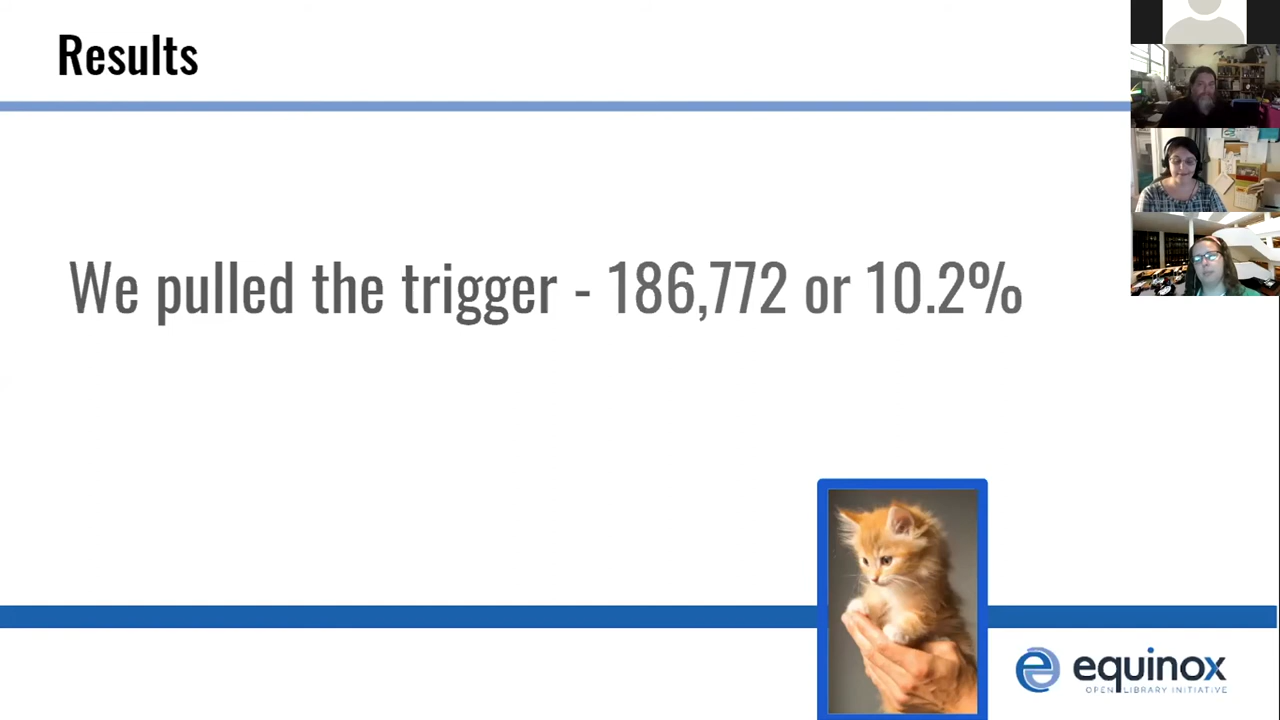 Results
We pulled the trigger - 186,772 or 10.2%
equinox
OPEN LIBRARY INITIATIVE